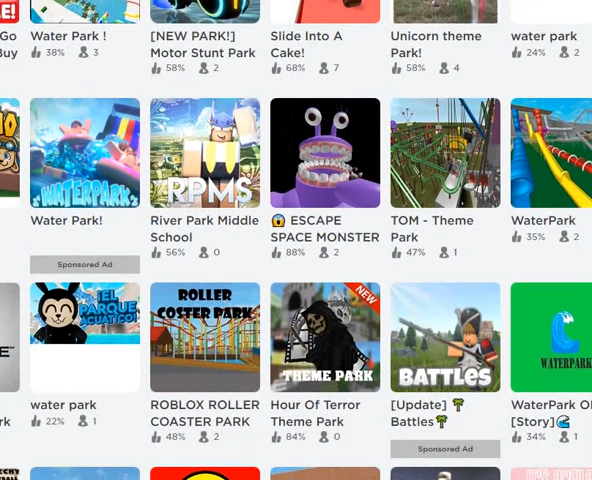 E!
Go
Buy
Water Park !
38% 3
[NEW PARK!]
Motor Stunt Park
58% 2
Slide Into A
Cake!
68% 7
Unicorn theme
Park!
58% 4
water park
24% 2
WATERPARK
Water Park!
Sponsored Ad
RPMS
River Park Middle
School
56% 0
😱 ESCAPE
SPACE MONSTER
88% 2
TOM - Theme
Park
47% 1
WaterPark
35% 2
¡EL
PARQUE
ACUATICO!
water park
22% 1
ROLLER
COSTER PARK
ROBLOX ROLLER
COASTER PARK
48% 2
NEW
THEME PARK
Hour Of Terror
Theme Park
84% 0
BATTLES
[Update] 🌴
Battles🌴
Sponsored Ad
WATERPARK
WaterPark Ol
[Story]🌊
34% 1
rk